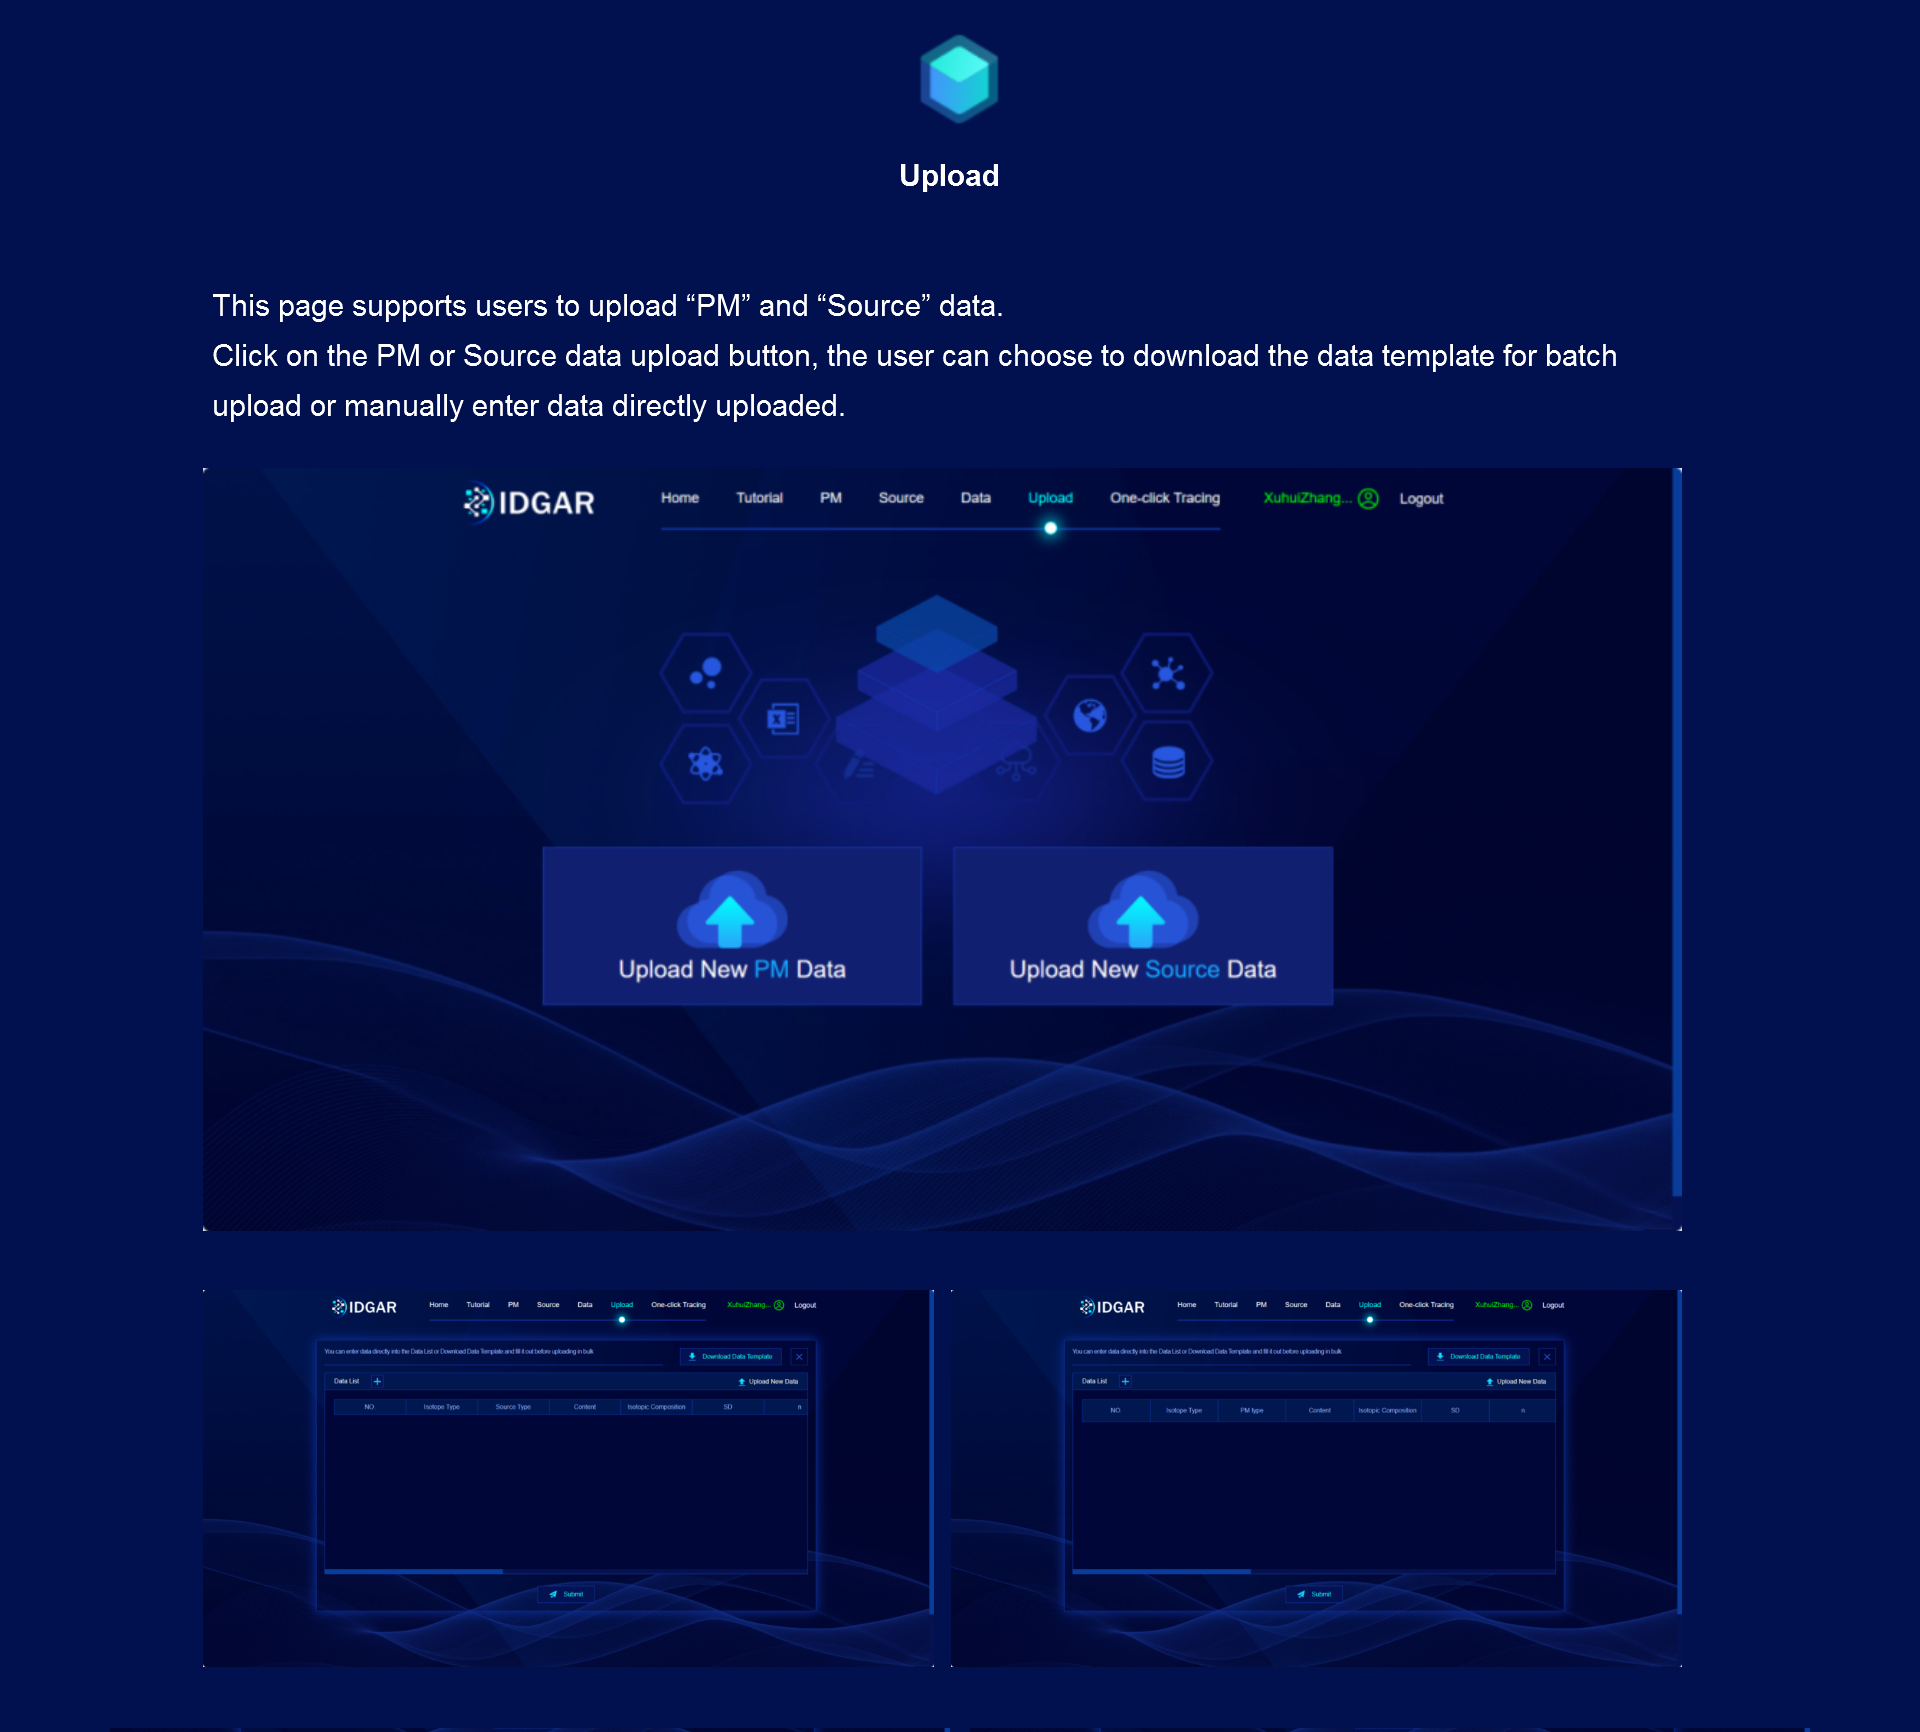 Upload
This page supports users to upload “PM” and “Source” data.
Click on the PM or Source data upload button, the user can choose to download the data template for batch
upload or manually enter data directly uploaded.
IDGAR Home Tutorial PM Source Data Upload One-click Tracing XuhuiZhang... Logout
Upload New PM Data
Upload New Source Data
IDGAR Home Tutorial PM Source Data Upload One-click Tracing XuhuiZhang... Logout
You can enter data directly into the Data List or Download Data Template and fill it out before uploading in bulk
Download Data Template
Data List + Upload New Data
NO. Isotope Type Source Type Content Isotopic Composition SD n
Submit
IDGAR Home Tutorial PM Source Data Upload One-click Tracing XuhuiZhang... Logout
You can enter data directly into the Data List or Download Data Template and fill it out before uploading in bulk
Download Data Template
Data List + Upload New Data
NO. Isotope Type PM type Content Isotopic Composition SD n
Submit